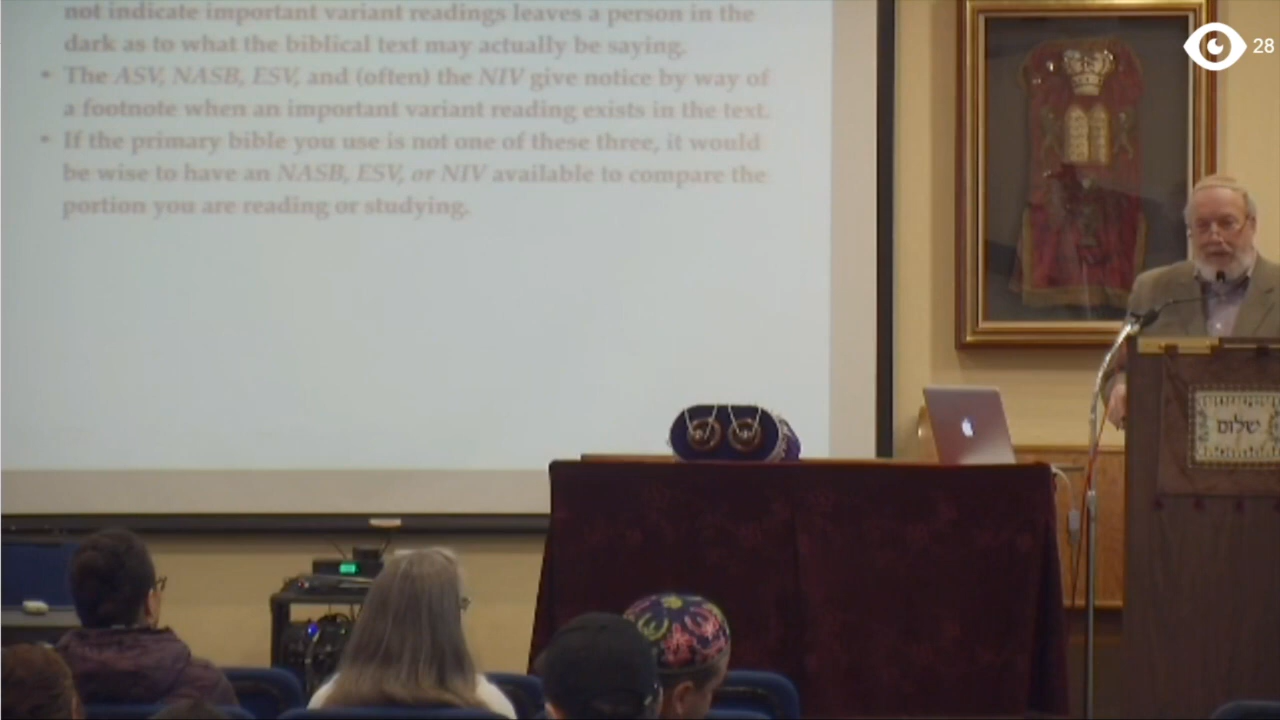 not indicate important variant readings leaves a person in the
dark as to what the biblical text may actually be saying.
• The ASV, NASB, ESV, and (often) the NIV give notice by way of
a footnote when an important variant reading exists in the text.
• If the primary bible you use is not one of these three, it would
be wise to have an NASB, ESV, or NIV available to compare the
portion you are reading or studying.
28
שלום